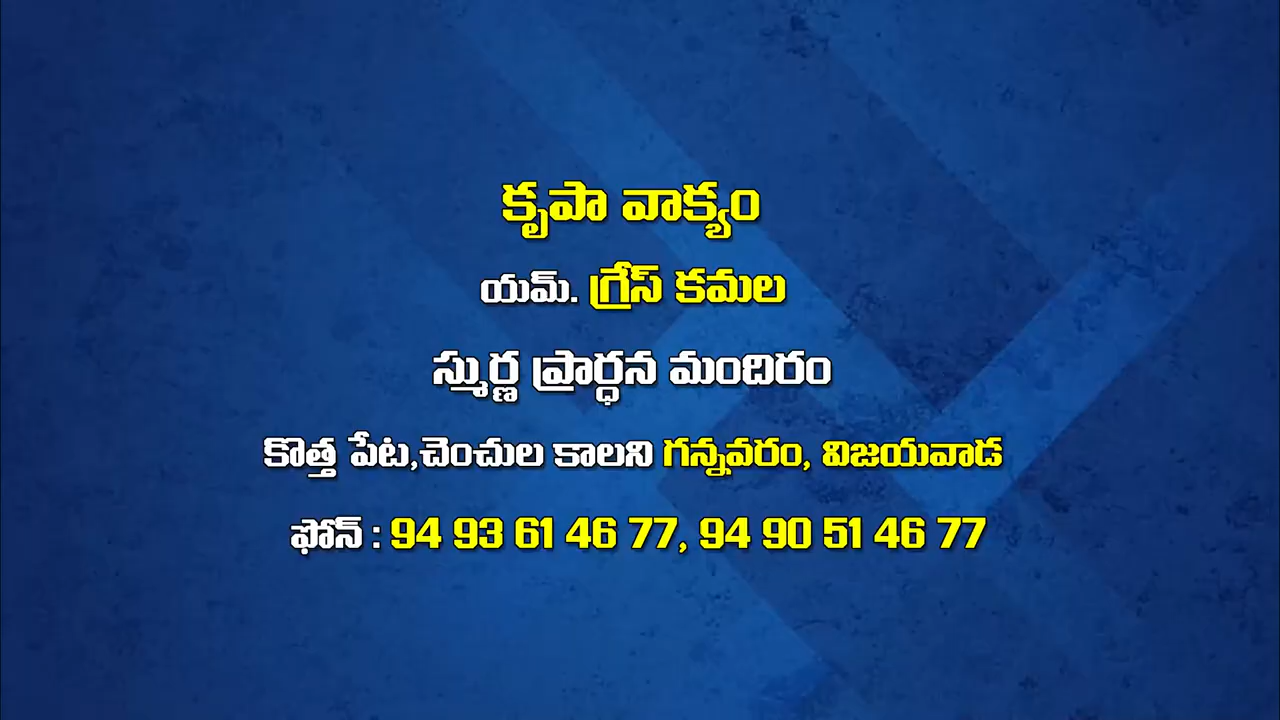 కృపా వాక్యం
యమ్. గ్రేస్ కమల
స్ముర్ణ ప్రార్ధన మందిరం
కొత్త పేట,చెంచుల కాలని గన్నవరం, విజయవాడ
ఫోన్ : 94 93 61 46 77, 94 90 51 46 77